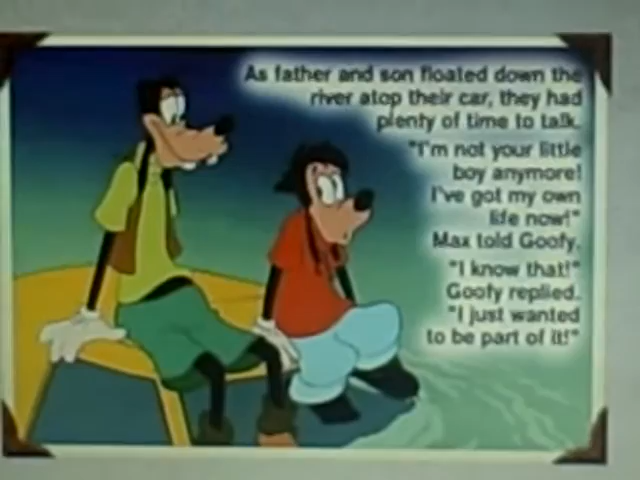 As father and son floated down the
river atop their car, they had
plenty of time to talk.
"I'm not your little
boy anymore!
I've got my own
life now!"
Max told Goofy.
"I know that!"
Goofy replied.
"I just wanted
to be part of it!"